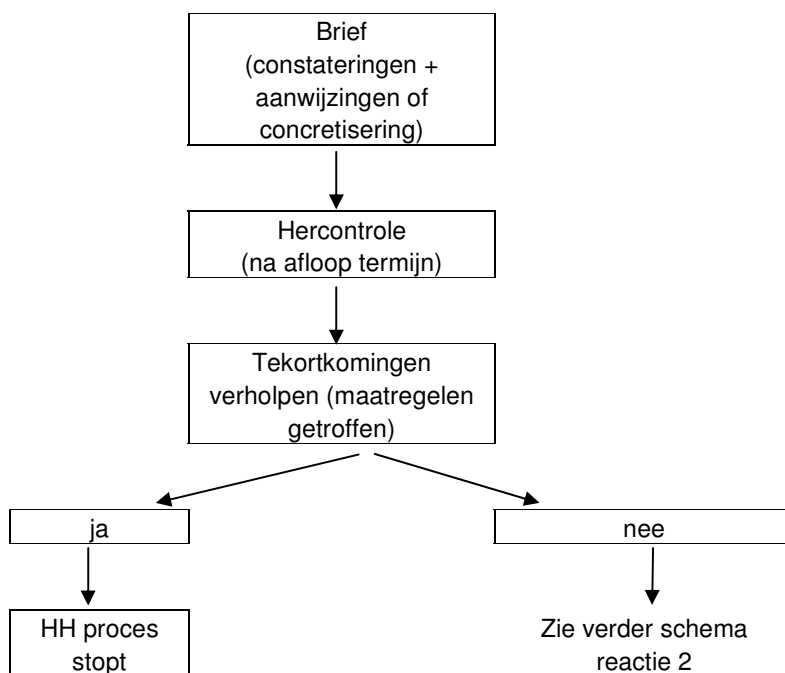 Brief
(constateringen +
aanwijzingen of
concretisering)
Hercontrole
(na afloop termijn)
Tekortkomingen
verholpen (maatregelen
getroffen)
ja
nee
HH proces
stopt
Zie verder schema
reactie 2